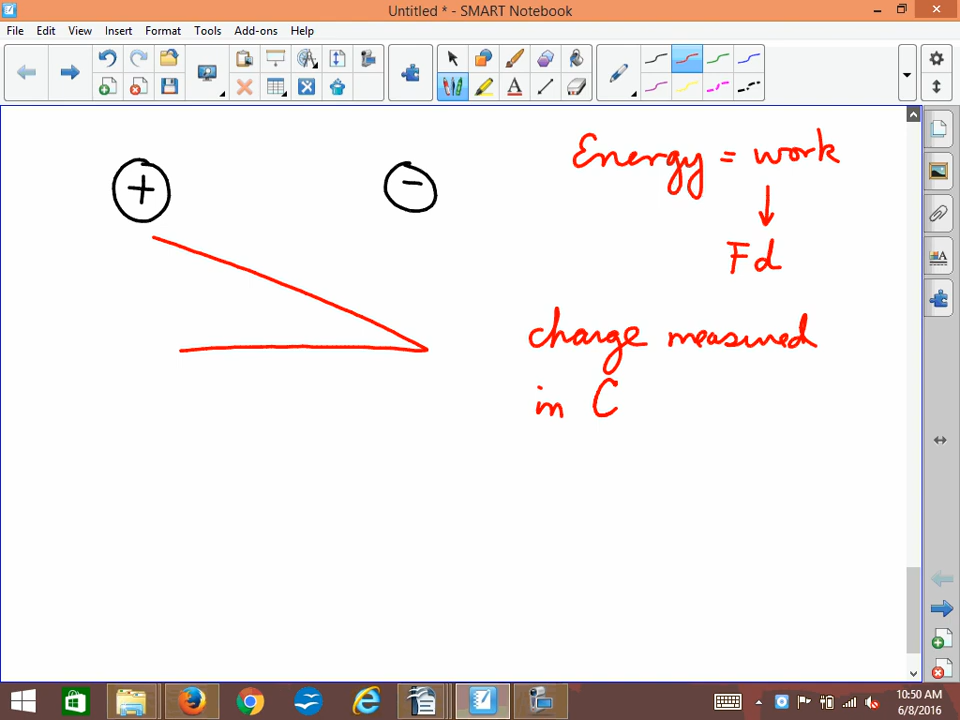 Untitled * - SMART Notebook
File Edit View Insert Format Tools Add-ons Help
+ -
Energy = work
↓
Fd
charge measured
in C
10:50 AM
6/8/2016